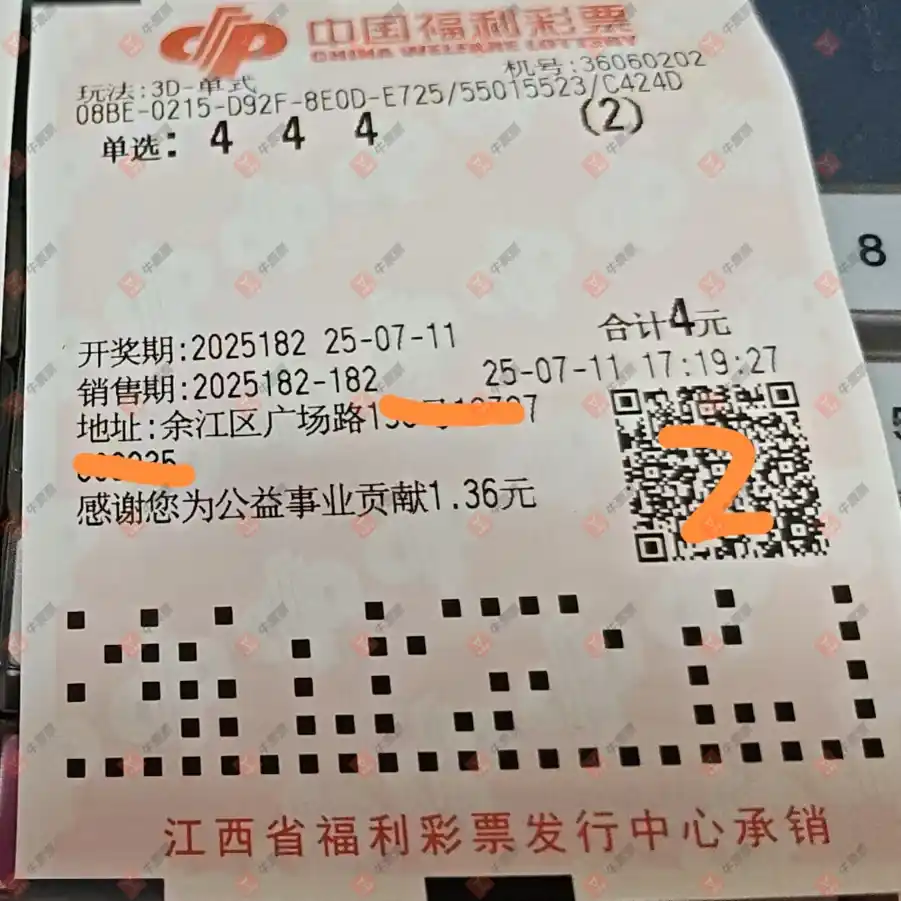 中国福利彩票
CHINA WELFARE LOTTERY
玩法:3D-单式 机号:36060202
08BE-0215-D92F-8E0D-E725/55015523/C424D
单选: 4 4 4 (2)
合计4元
开奖期:2025182 25-07-11
销售期:2025182-182 25-07-11 17:19:27
地址:余江区广场路1
2
感谢您为公益事业贡献1.36元
江西省福利彩票发行中心承销
8